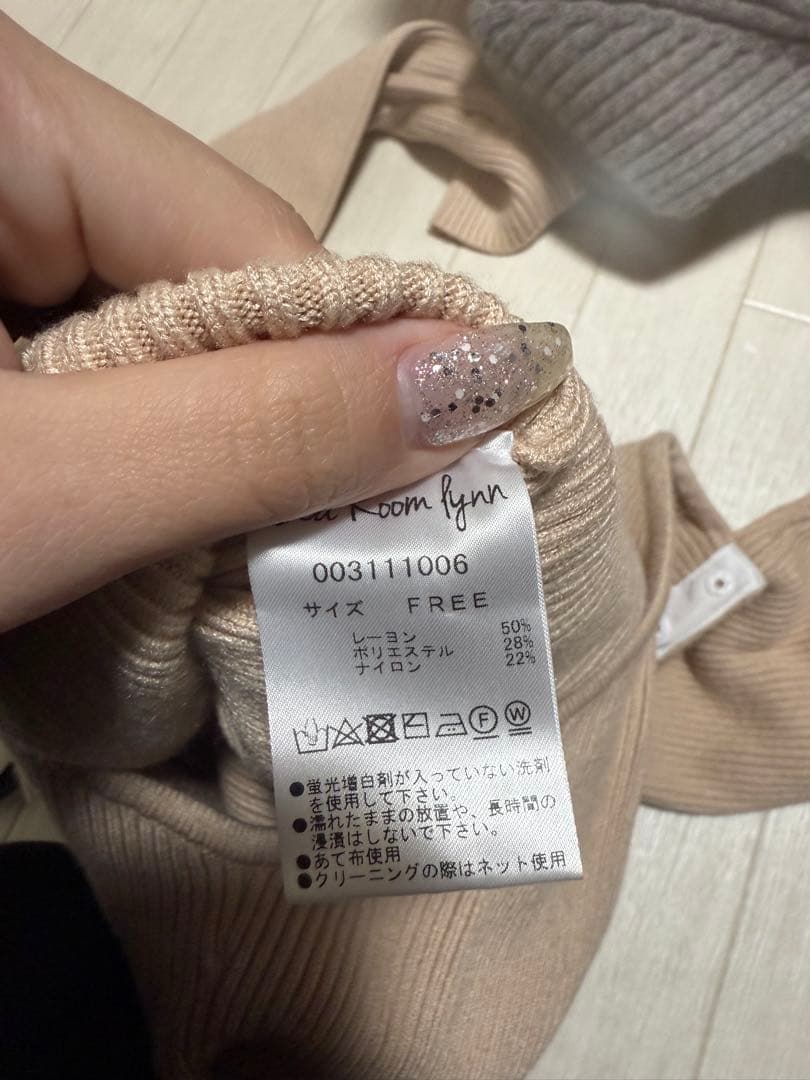 Room lynn
003111006
サイズ FREE
レーヨン 50%
ポリエステル 28%
ナイロン 22%
F W
●蛍光増白剤が入っていない洗剤
を使用して下さい。
●濡れたままの放置や、長時間の
浸漬はしないで下さい。
●あて布使用
●クリーニングの際はネット使用